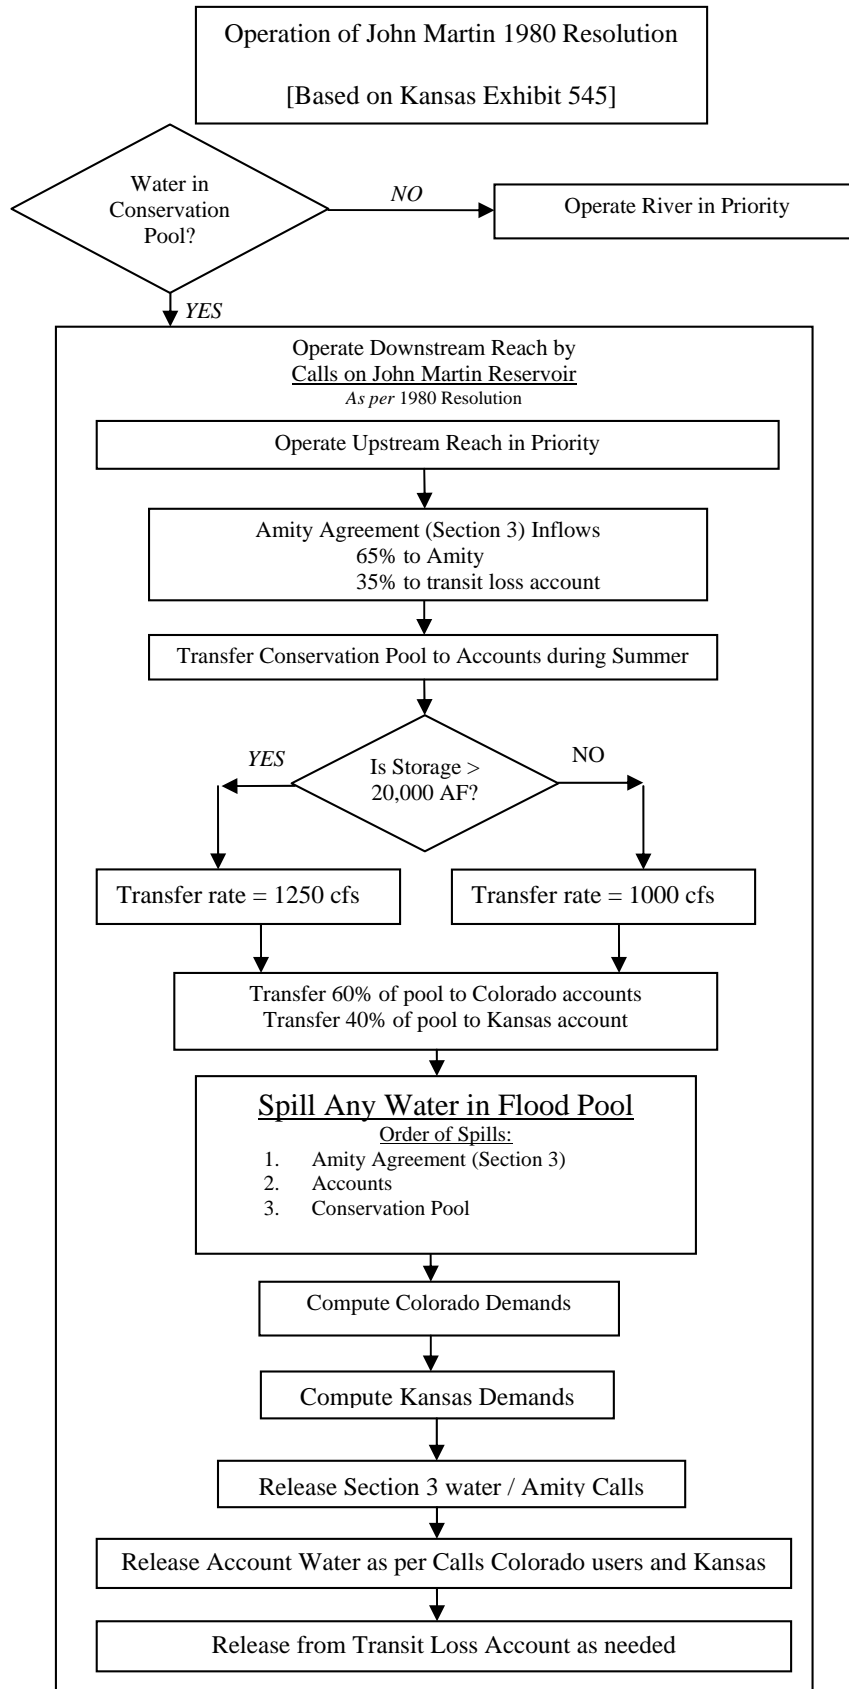 Operation of John Martin 1980 Resolution
[Based on Kansas Exhibit 545]
Water in
Conservation
Pool?
NO
Operate River in Priority
YES
Operate Downstream Reach by
Calls on John Martin Reservoir
As per 1980 Resolution
Operate Upstream Reach in Priority
Amity Agreement (Section 3) Inflows
65% to Amity
35% to transit loss account
Transfer Conservation Pool to Accounts during Summer
Is Storage >
20,000 AF?
YES
NO
Transfer rate = 1250 cfs
Transfer rate = 1000 cfs
Transfer 60% of pool to Colorado accounts
Transfer 40% of pool to Kansas account
Spill Any Water in Flood Pool
Order of Spills:
1. Amity Agreement (Section 3)
2. Accounts
3. Conservation Pool
Compute Colorado Demands
Compute Kansas Demands
Release Section 3 water / Amity Calls
Release Account Water as per Calls Colorado users and Kansas
Release from Transit Loss Account as needed